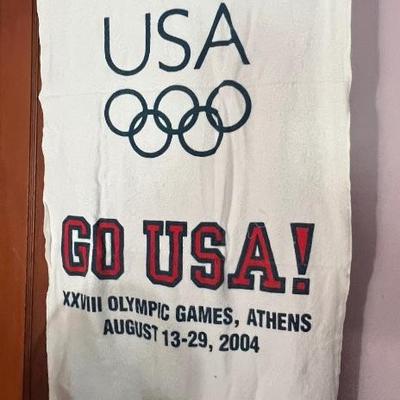 USA
GO USA!
XXVIII OLYMPIC GAMES, ATHENS
AUGUST 13-29, 2004